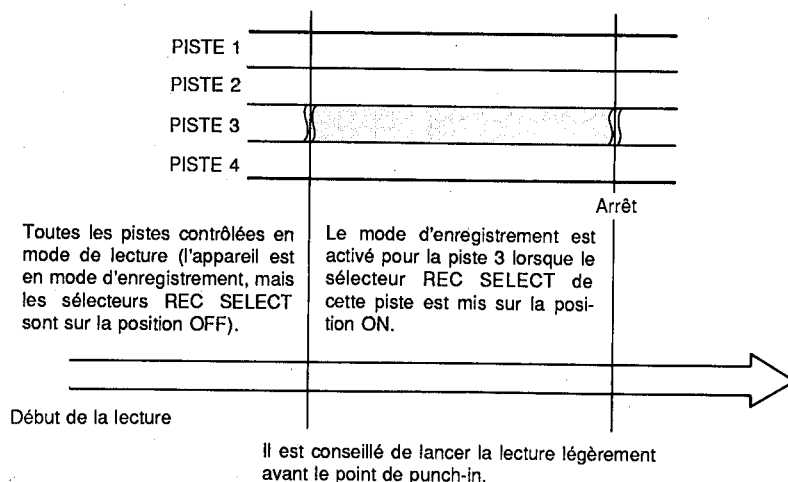 PISTE 1
PISTE 2
PISTE 3
PISTE 4
Arrêt
Toutes les pistes contrôlées en
mode de lecture (l'appareil est
en mode d'enregistrement, mais
les sélecteurs REC SELECT
sont sur la position OFF).
Le mode d'enregistrement est
activé pour la piste 3 lorsque le
sélecteur REC SELECT de
cette piste est mis sur la posi-
tion ON.
Début de la lecture
Il est conseillé de lancer la lecture légèrement
avant le point de punch-in.